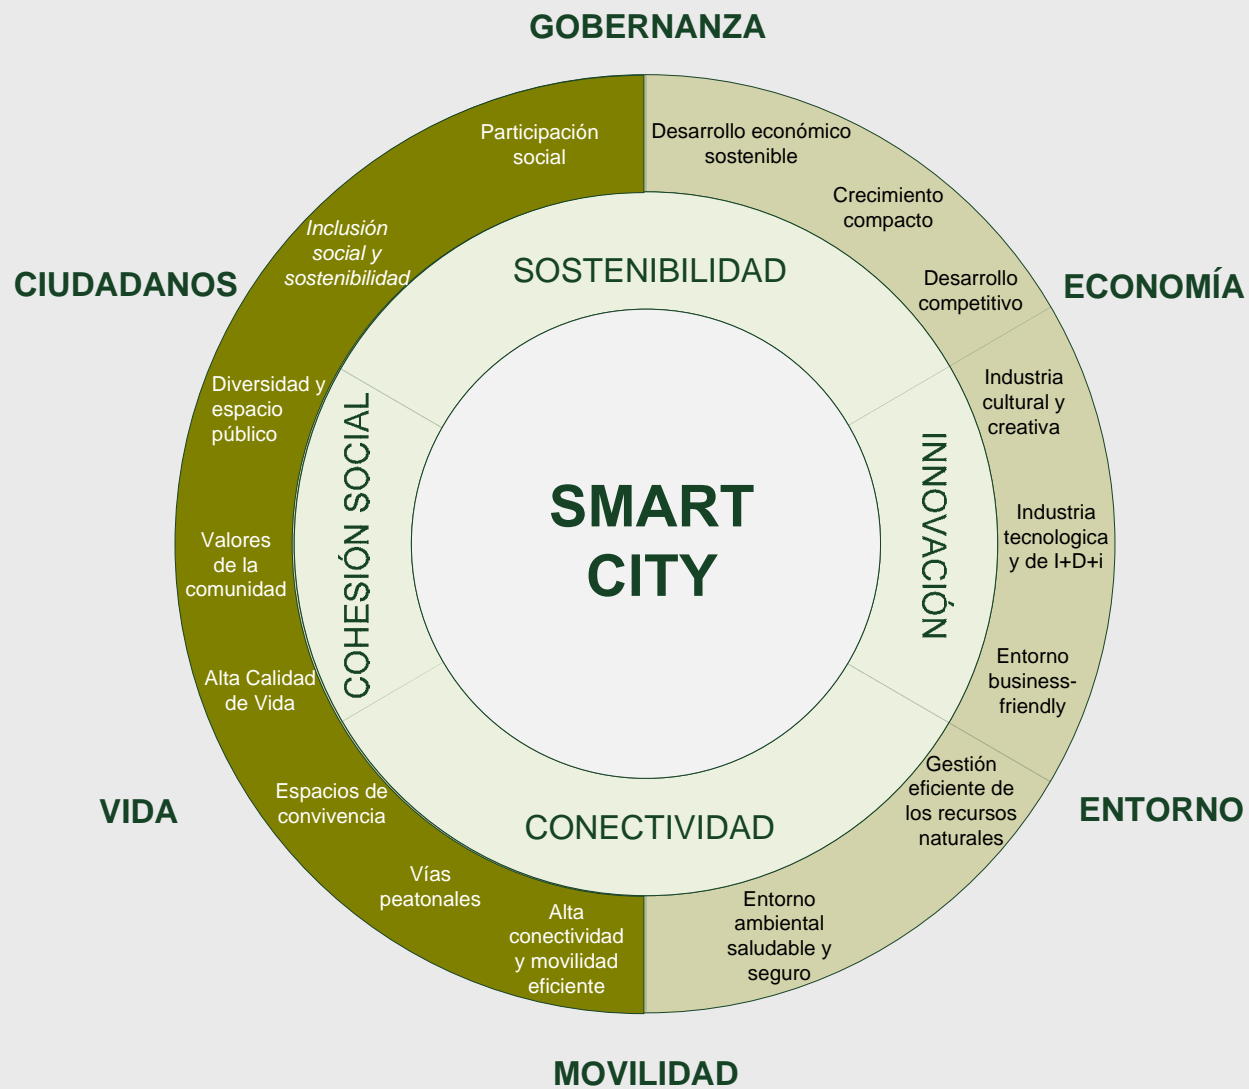 GOBERNANZA
Participación
social
Desarrollo económico
sostenible
Crecimiento
compacto
Inclusión
social y
sostenibilidad
SOSTENIBILIDAD
CIUDADANOS
Desarrollo
competitivo
ECONOMÍA
Diversidad y
espacio
público
Industria
cultural y
creativa
COHESIÓN SOCIAL
INNOVACIÓN
SMART
CITY
Valores
de la
comunidad
Industria
tecnologica
y de I+D+i
Alta Calidad
de Vida
Entorno
business-
friendly
VIDA
Espacios de
convivencia
CONECTIVIDAD
Gestión
eficiente de
los recursos
naturales
ENTORNO
Vías
peatonales
Alta
conectividad
y movilidad
eficiente
Entorno
ambiental
saludable y
seguro
MOVILIDAD